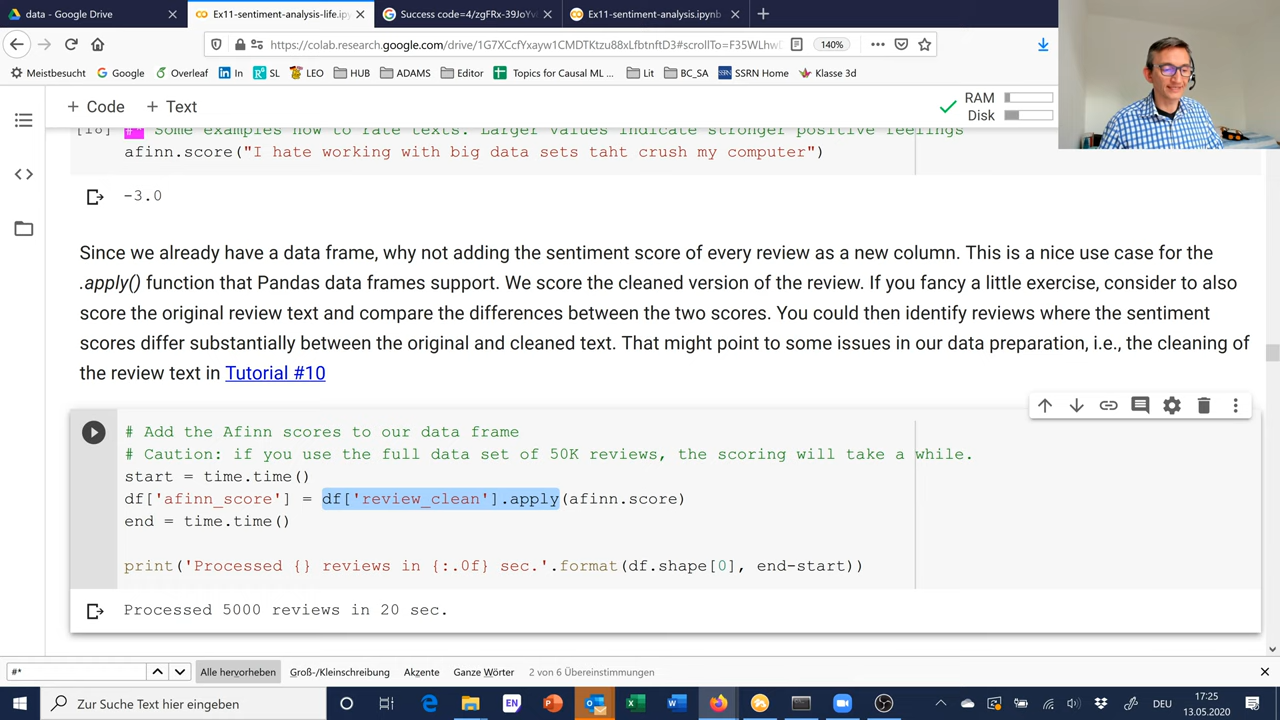 data - Google Drive
Ex11-sentiment-analysis-life.ipy
Success code=4/zgFRx-39JoYv
Ex11-sentiment-analysis.ipynb
https://colab.research.google.com/drive/1G7XCcfYxayw1CMDTKtzu88xLfbtnftD3#scrollTo=F35WLhw
140%
Meistbesucht
Google
Overleaf
In
SL
LEO
HUB
ADAMS
Editor
Topics for Causal ML ...
Lit
BC_SA
SSRN Home
Klasse 3d
+ Code + Text
RAM
Disk
[18] #* Some examples how to rate texts. Larger values indicate stronger positive feelings
afinn.score("I hate working with big data sets taht crush my computer")
-3.0
Since we already have a data frame, why not adding the sentiment score of every review as a new column. This is a nice use case for the
.apply() function that Pandas data frames support. We score the cleaned version of the review. If you fancy a little exercise, consider to also
score the original review text and compare the differences between the two scores. You could then identify reviews where the sentiment
scores differ substantially between the original and cleaned text. That might point to some issues in our data preparation, i.e., the cleaning of
the review text in Tutorial #10
# Add the Afinn scores to our data frame
# Caution: if you use the full data set of 50K reviews, the scoring will take a while.
start = time.time()
df['afinn_score'] = df['review_clean'].apply(afinn.score)
end = time.time()
print('Processed {} reviews in {:.0f} sec.'.format(df.shape[0], end-start))
Processed 5000 reviews in 20 sec.
#*
Alle hervorheben
Groß-/Kleinschreibung
Akzente
Ganze Wörter
2 von 6 Übereinstimmungen
Zur Suche Text hier eingeben
EN
DEU
17:25
13.05.2020